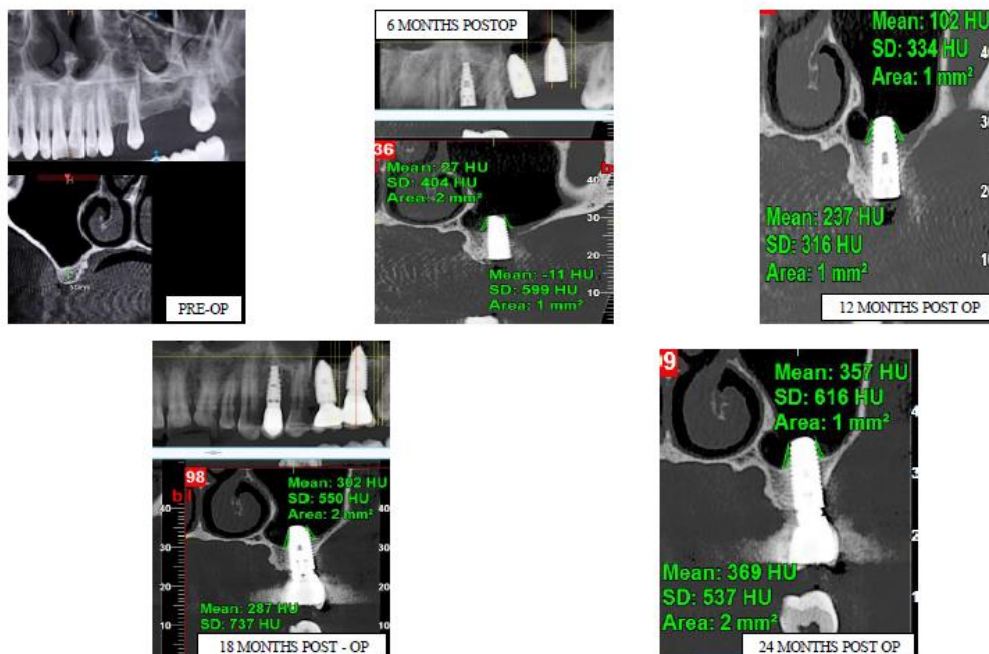 PRE-OP
6 MONTHS POSTOP
36
Mean: 27 HU
SD: 404 HU
Area: 2 mm²
b
40
30
20
10
Mean: -11 HU
SD: 599 HU
Area: 1 mm²
Mean: 102 HU
SD: 334 HU
Area: 1 mm²
Mean: 237 HU
SD: 316 HU
Area: 1 mm²
12 MONTHS POST OP
98
Mean: 302 HU
SD: 550 HU
Area: 2 mm²
b
40
30
20
10
Mean: 287 HU
SD: 737 HU
18 MONTHS POST - OP
Mean: 357 HU
SD: 616 HU
Area: 1 mm²
Mean: 369 HU
SD: 537 HU
Area: 2 mm²
24 MONTHS POST OP